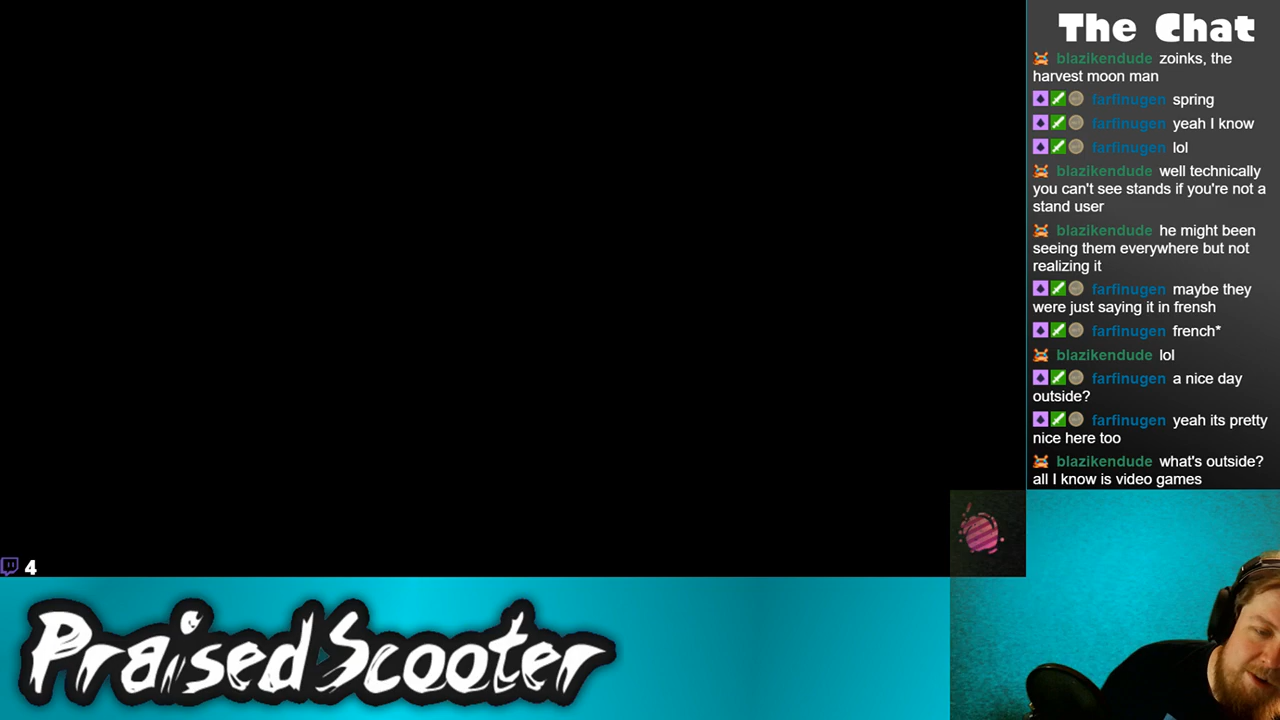 The Chat
blazikendude zoinks, the
harvest moon man
farfinugen spring
farfinugen yeah I know
farfinugen lol
blazikendude well technically
you can't see stands if you're not a
stand user
blazikendude he might been
seeing them everywhere but not
realizing it
farfinugen maybe they
were just saying it in frensh
farfinugen french*
blazikendude lol
farfinugen a nice day
outside?
farfinugen yeah its pretty
nice here too
blazikendude what's outside?
all I know is video games
4
PraisedScooter